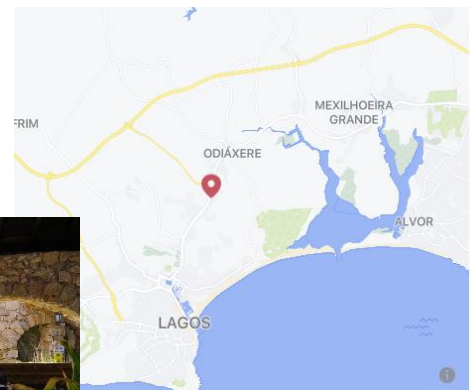 MEXILHOEIRA
GRANDE
FRIM
ODIÁXERE
ALVOR
LAGOS